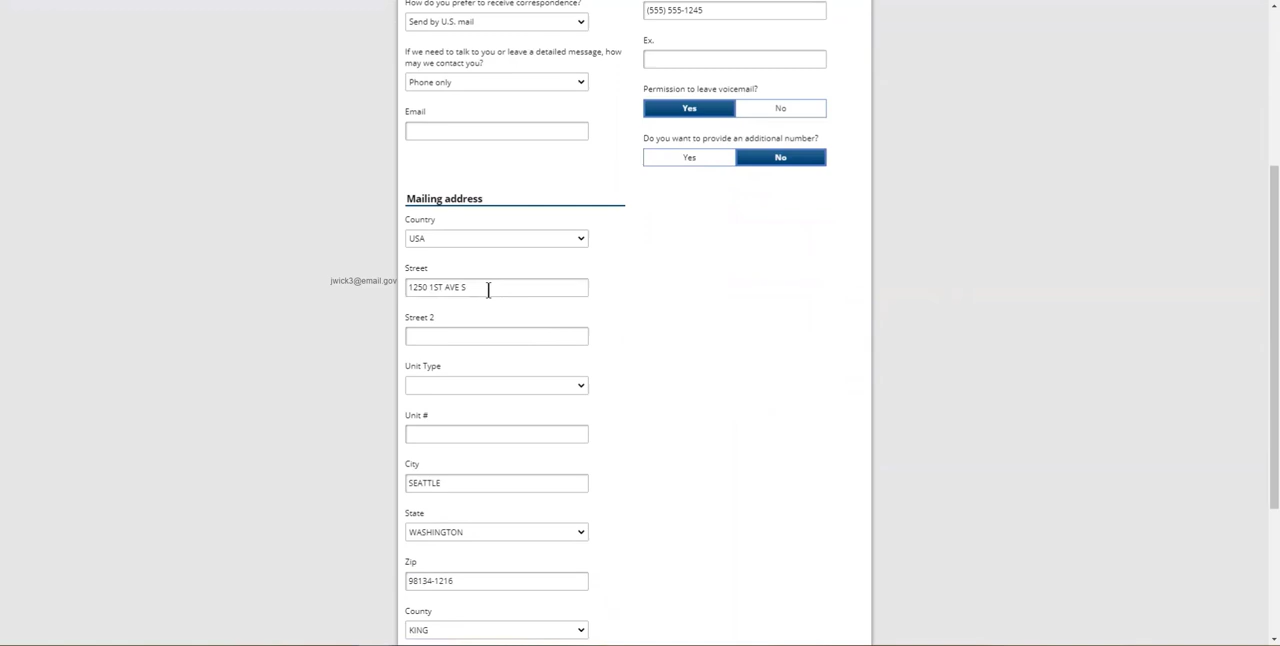 How do you prefer to receive correspondence?
Send by U.S. mail
If we need to talk to you or leave a detailed message, how
may we contact you?
Phone only
Email
(555) 555-1245
Ex.
Permission to leave voicemail?
Yes
No
Do you want to provide an additional number?
Yes
No
Mailing address
Country
USA
Street
jwick3@email.gov
1250 1ST AVE S
Street 2
Unit Type
Unit #
City
SEATTLE
State
WASHINGTON
Zip
98134-1216
County
KING